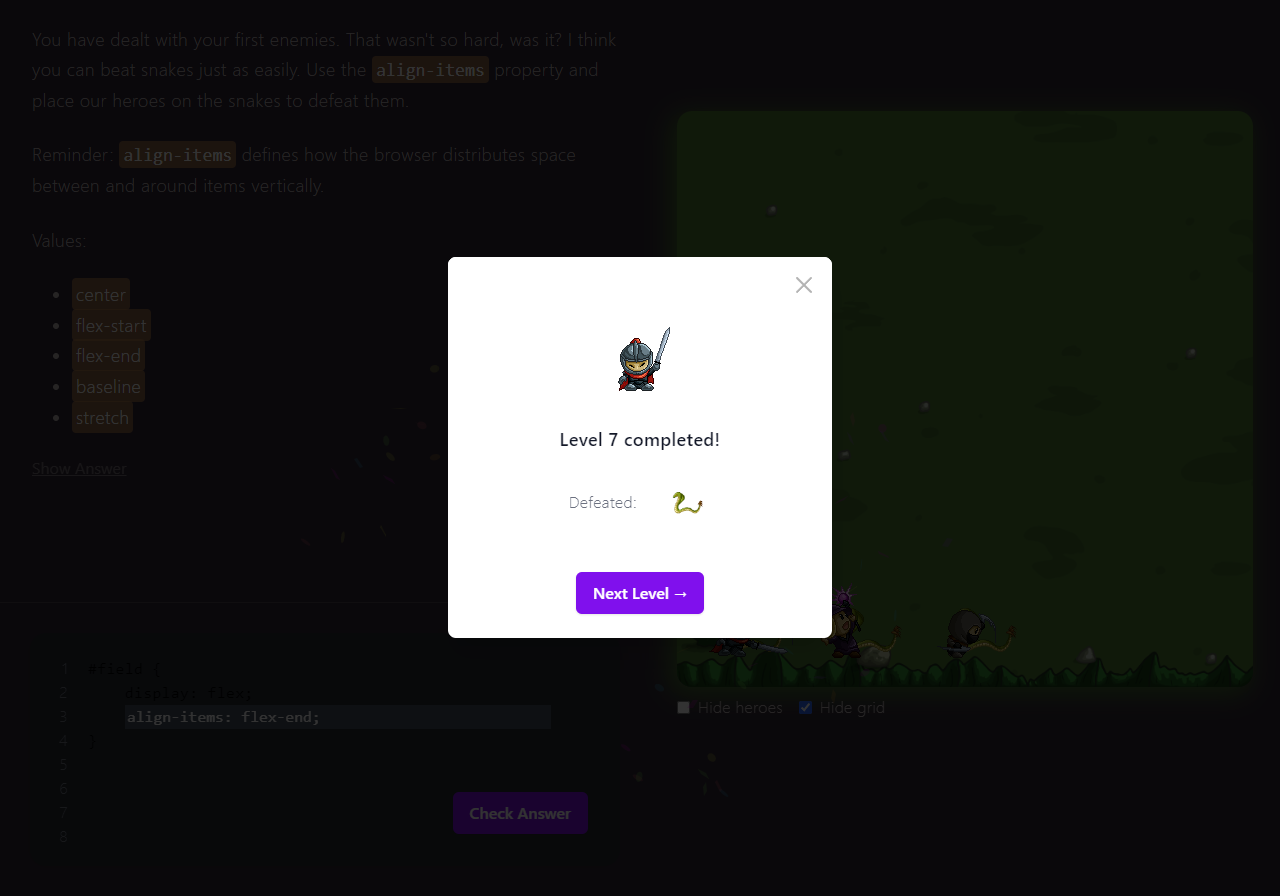 You have dealt with your first enemies. That wasn't so hard, was it? I think
you can beat snakes just as easily. Use the align-items property and
place our heroes on the snakes to defeat them.
Reminder: align-items defines how the browser distributes space
between and around items vertically.
Values:
center
flex-start
flex-end
baseline
stretch
Show Answer
Level 7 completed!
Defeated:
Next Level →
1 #field {
2 display: flex;
3 align-items: flex-end;
4 }
5
6
7
8
Check Answer
Hide heroes Hide grid